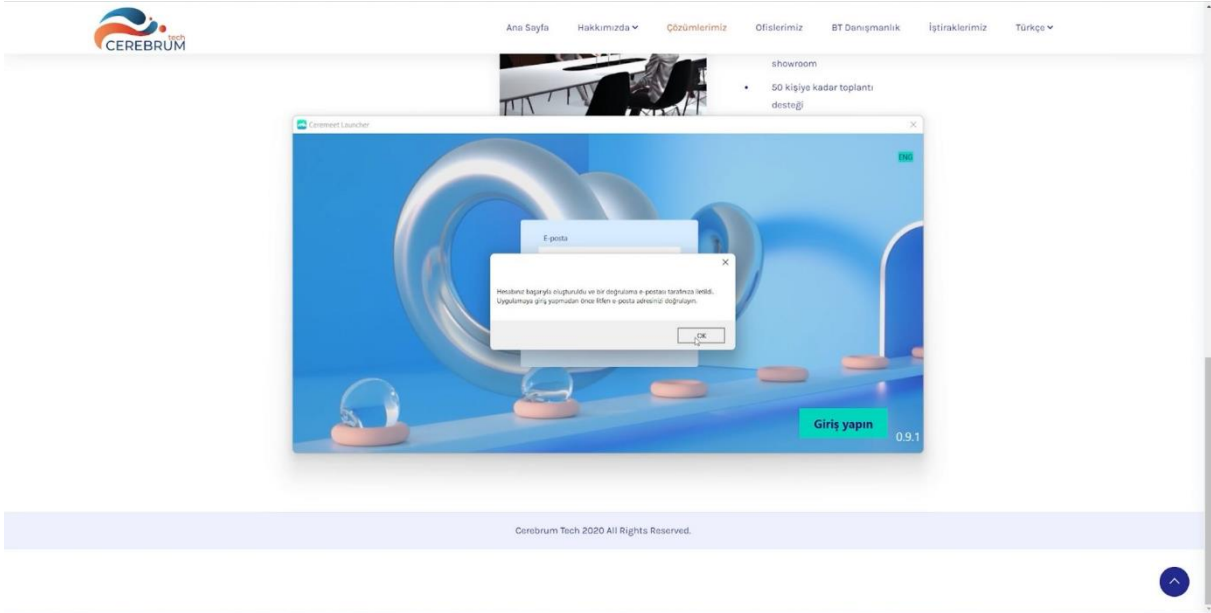 CEREBRUM
tech
Ana Sayfa
Hakkımızda
Çözümlerimiz
Ofislerimiz
BT Danışmanlık
İştiraklerimiz
Türkçe
showroom
• 50 kişiye kadar toplantı
desteği
Ceremeet Launcher
ENG
E-posta
Hesabınız başarıyla oluşturuldu ve bir doğrulama e-postası tarafınıza iletildi.
Uygulamaya giriş yapmadan önce lütfen e-posta adresinizi doğrulayın.
OK
Giriş yapın
0.9.1
Cerebrum Tech 2020 All Rights Reserved.